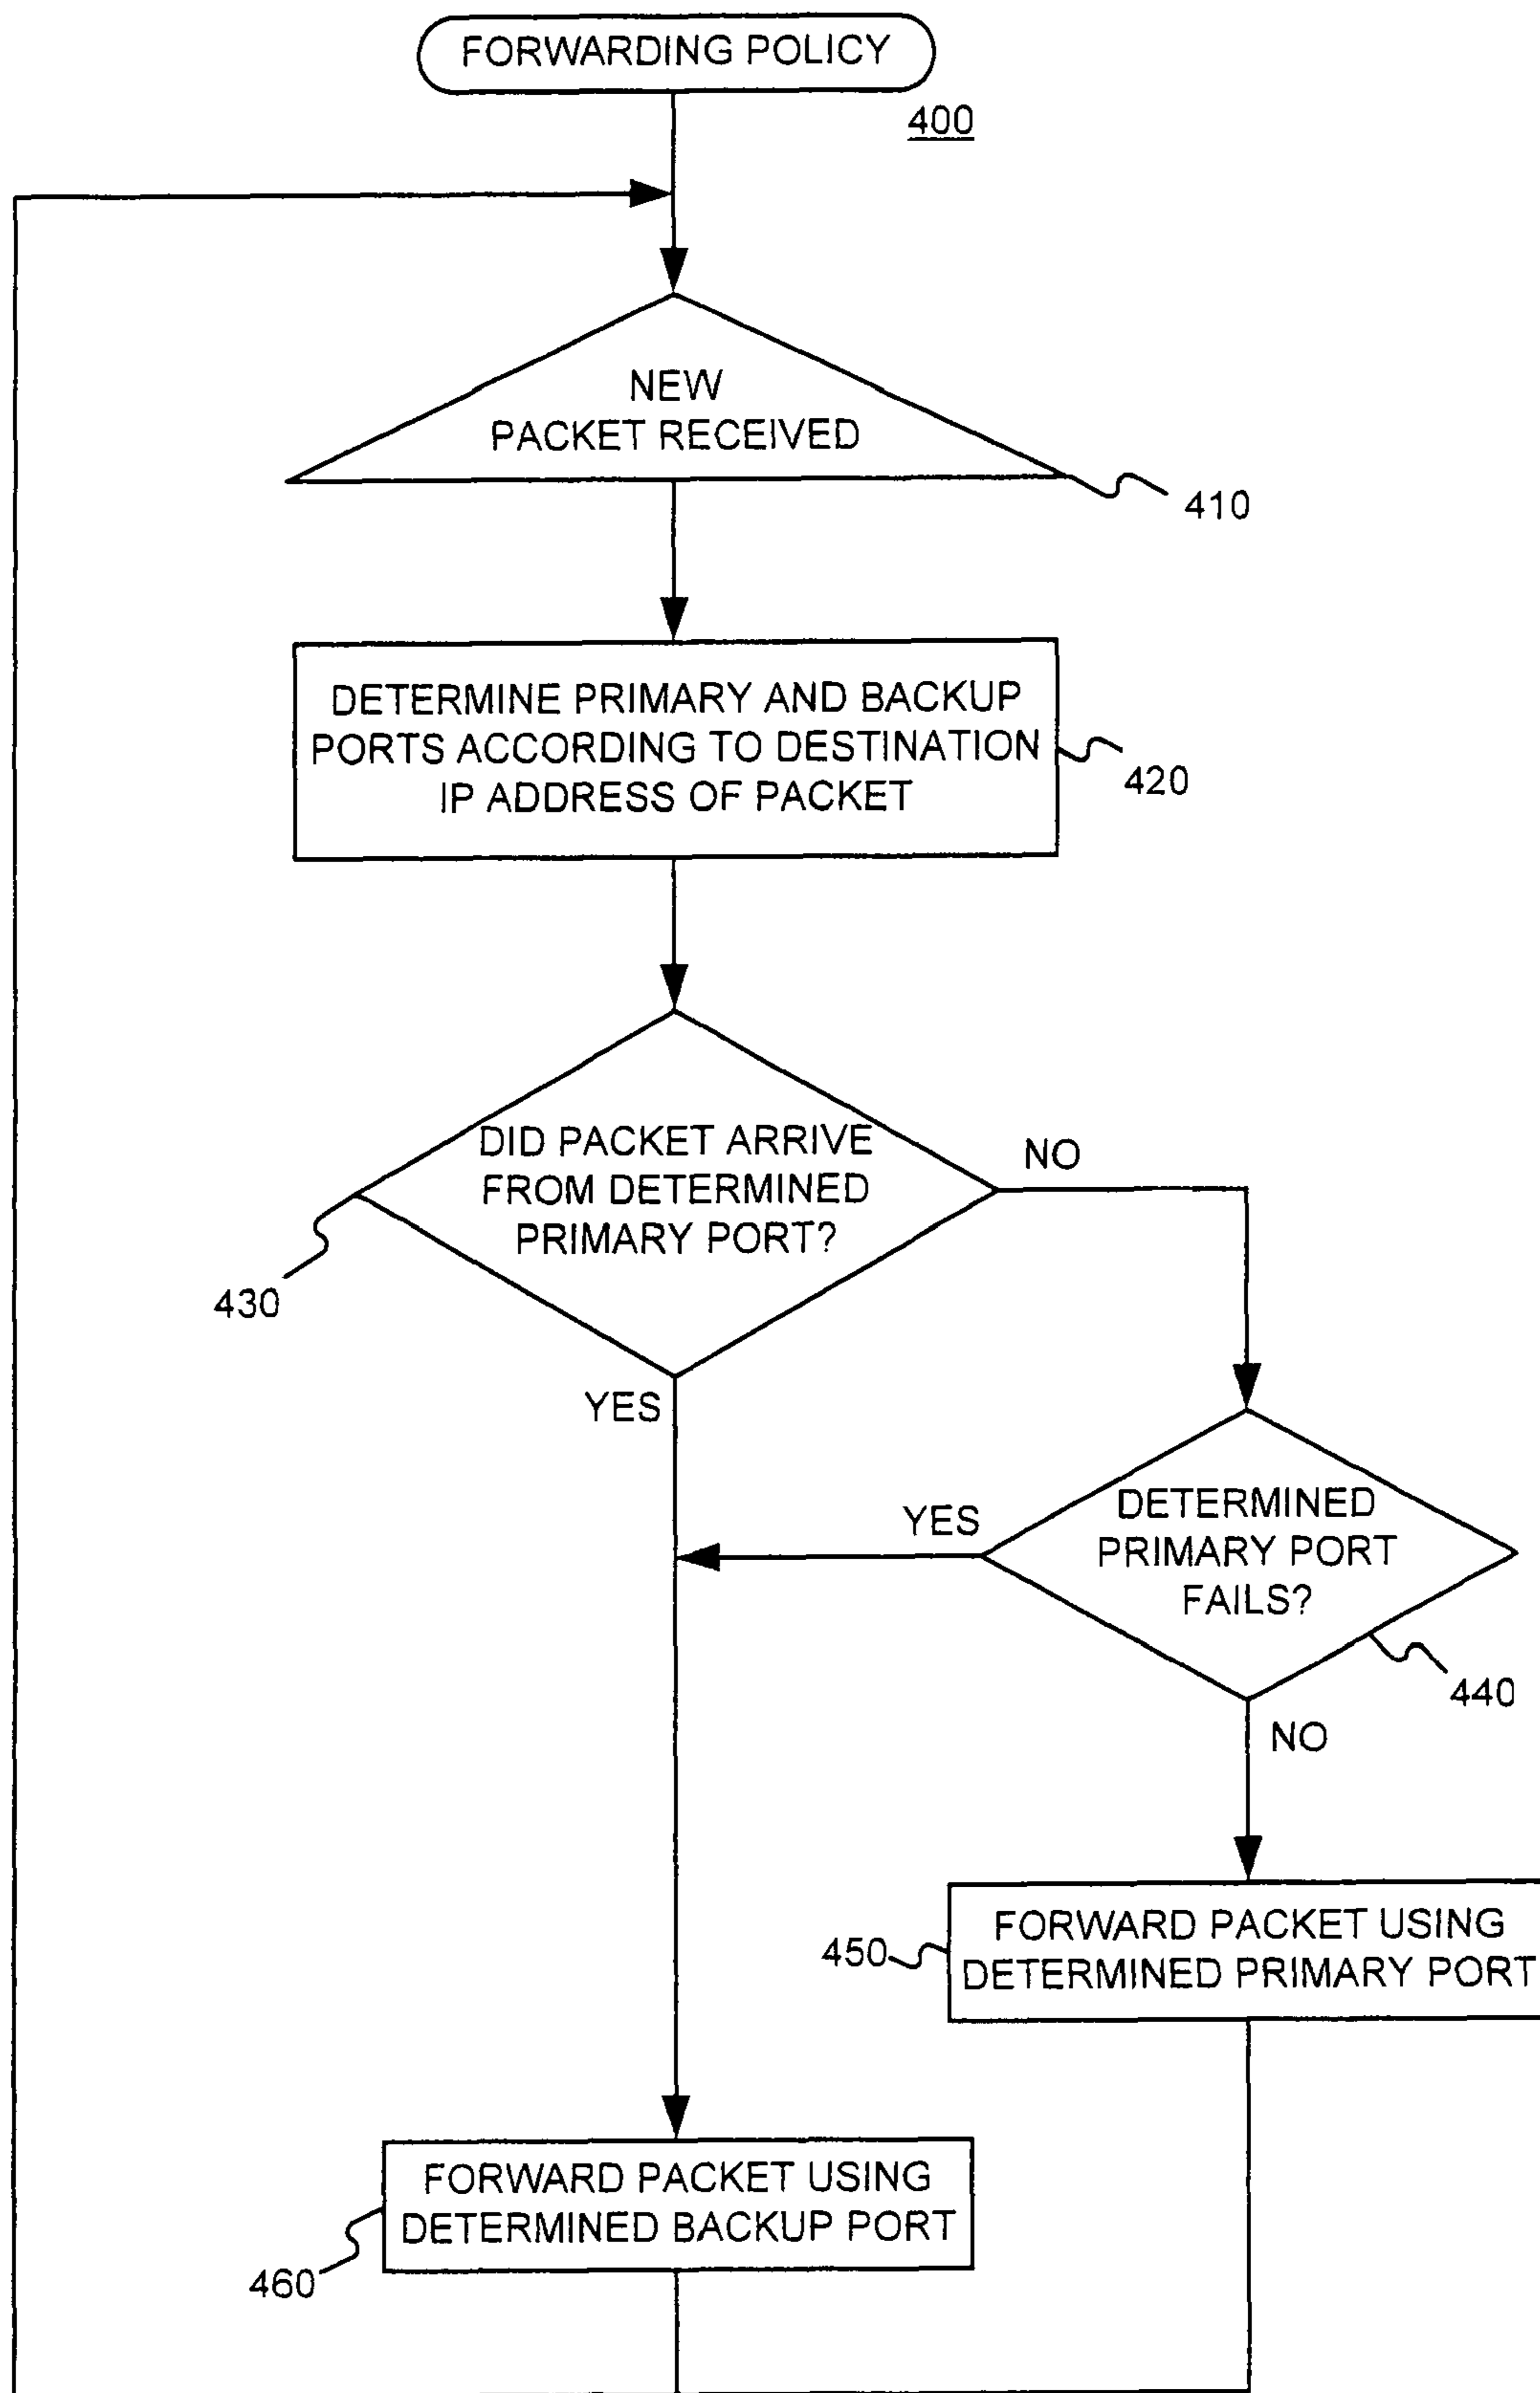 FORWARDING POLICY
400
NEW
PACKET RECEIVED
410
DETERMINE PRIMARY AND BACKUP
PORTS ACCORDING TO DESTINATION
IP ADDRESS OF PACKET
420
DID PACKET ARRIVE
FROM DETERMINED
PRIMARY PORT?
NO
430
YES
DETERMINED
PRIMARY PORT
FAILS?
YES
440
NO
FORWARD PACKET USING
DETERMINED PRIMARY PORT
450
FORWARD PACKET USING
DETERMINED BACKUP PORT
460